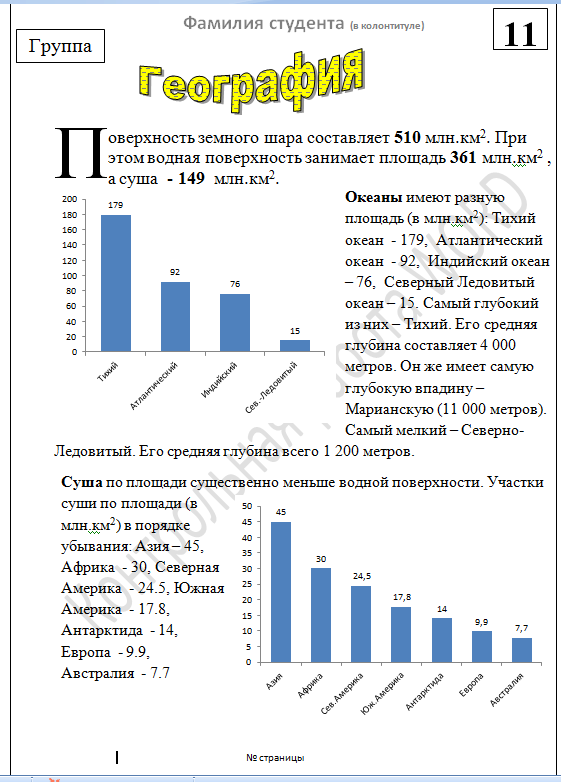 Фамилия студента (в колонтитуле)
Группа
11
География
Поверхность земного шара составляет 510 млн.км2. При
этом водная поверхность занимает площадь 361 млн.км2 ,
а суша - 149 млн.км2.
200
180
160
140
120
100
80
60
40
20
0
179
92
76
15
Тихий
Атлантический
Индийский
Сев.-Ледовитый
Океаны имеют разную
площадь (в млн.км2): Тихий
океан - 179, Атлантический
океан - 92, Индийский океан
– 76, Северный Ледовитый
океан – 15. Самый глубокий
из них – Тихий. Его средняя
глубина составляет 4 000
метров. Он же имеет самую
глубокую впадину –
Марианскую (11 000 метров).
Самый мелкий – Северно-
Ледовитый. Его средняя глубина всего 1 200 метров.
Суша по площади существенно меньше водной поверхности. Участки
суши по площади (в
млн.км2) в порядке
убывания: Азия – 45,
Африка - 30, Северная
Америка - 24.5, Южная
Америка - 17.8,
Антарктида - 14,
Европа - 9.9,
Австралия - 7.7
50
45
40
35
30
25
20
15
10
5
0
45
30
24,5
17,8
14
9,9
7,7
Азия
Африка
Сев.Америка
Юж.Америка
Антарктида
Европа
Австралия
Контрольная работа WORD
№ страницы